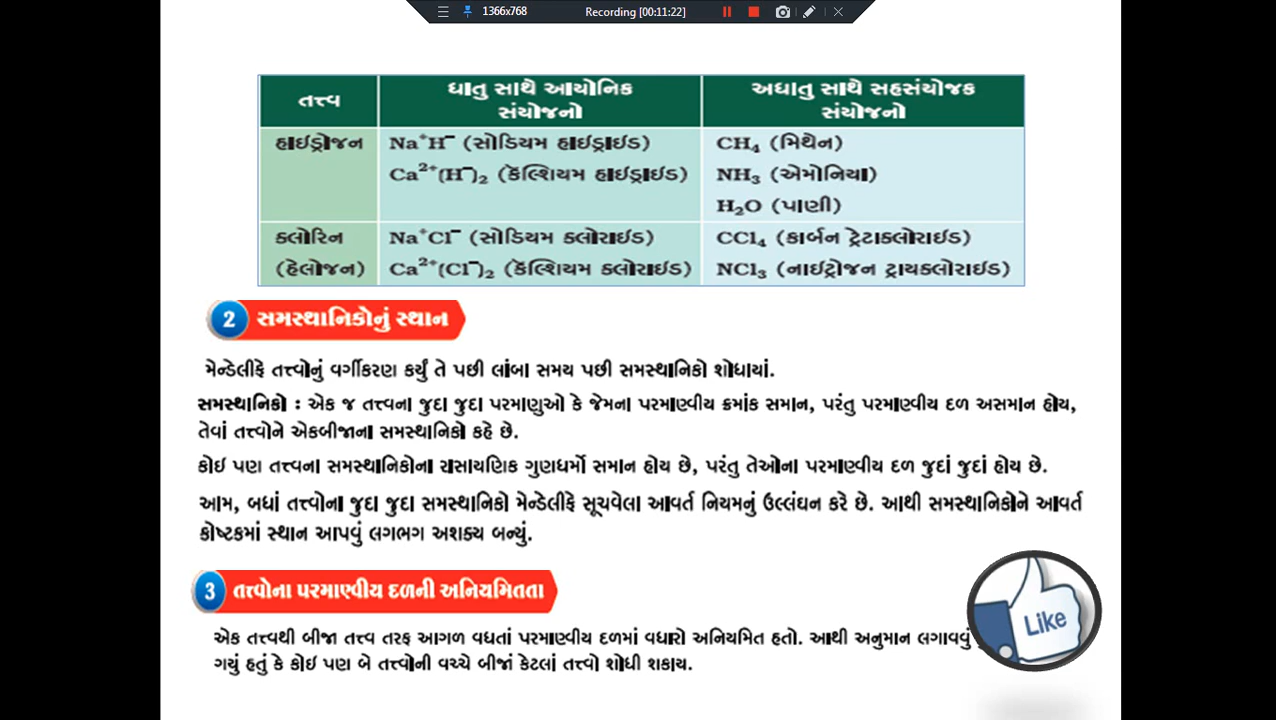 1366x768 Recording [00:11:22]
તત્ત્વ ધાતુ સાથે આયોનિક સંયોજનો અધાતુ સાથે સહસંયોજક સંયોજનો
હાઇડ્રોજન Na⁺H⁻ (સોડિયમ હાઈડ્રાઈડ) CH₄ (મિથેન)
Ca²⁺(H⁻)₂ (કૅલ્શિયમ હાઈડ્રાઈડ) NH₃ (એમોનિયા)
H₂O (પાણી)
ક્લોરિન Na⁺Cl⁻ (સોડિયમ ક્લોરાઇડ) CCl₄ (કાર્બન ટ્રેટાક્લોરાઇડ)
(હેલોજન) Ca²⁺(Cl⁻)₂ (કૅલ્શિયમ ક્લોરાઇડ) NCl₃ (નાઇટ્રોજન ટ્રાયક્લોરાઇડ)
2 સમસ્થાનિકોનું સ્થાન
મેન્ડેલીફે તત્ત્વોનું વર્ગીકરણ કર્યું તે પછી લાંબા સમય પછી સમસ્થાનિકો શોધાયાં.
સમસ્થાનિકો : એક જ તત્ત્વના જુદા જુદા પરમાણુઓ કે જેમના પરમાણ્વીય ક્રમાંક સમાન, પરંતુ પરમાણ્વીય દળ અસમાન હોય,
તેવાં તત્ત્વોને એકબીજાના સમસ્થાનિકો કહે છે.
કોઇ પણ તત્ત્વના સમસ્થાનિકોના રાસાયણિક ગુણધર્મો સમાન હોય છે, પરંતુ તેઓના પરમાણ્વીય દળ જુદાં જુદાં હોય છે.
આમ, બધાં તત્ત્વોના જુદા જુદા સમસ્થાનિકો મેન્ડેલીફે સૂચવેલા આવર્ત નિયમનું ઉલ્લંઘન કરે છે. આથી સમસ્થાનિકોને આવર્ત
કોષ્ટકમાં સ્થાન આપવું લગભગ અશક્ય બન્યું.
3 તત્ત્વોના પરમાણ્વીય દળની અનિયમિતતા
એક તત્ત્વથી બીજા તત્ત્વ તરફ આગળ વધતાં પરમાણ્વીય દળમાં વધારો અનિયમિત હતો. આથી અનુમાન લગાવવું
ગયું હતું કે કોઇ પણ બે તત્ત્વોની વચ્ચે બીજાં કેટલાં તત્ત્વો શોધી શકાય.
Like